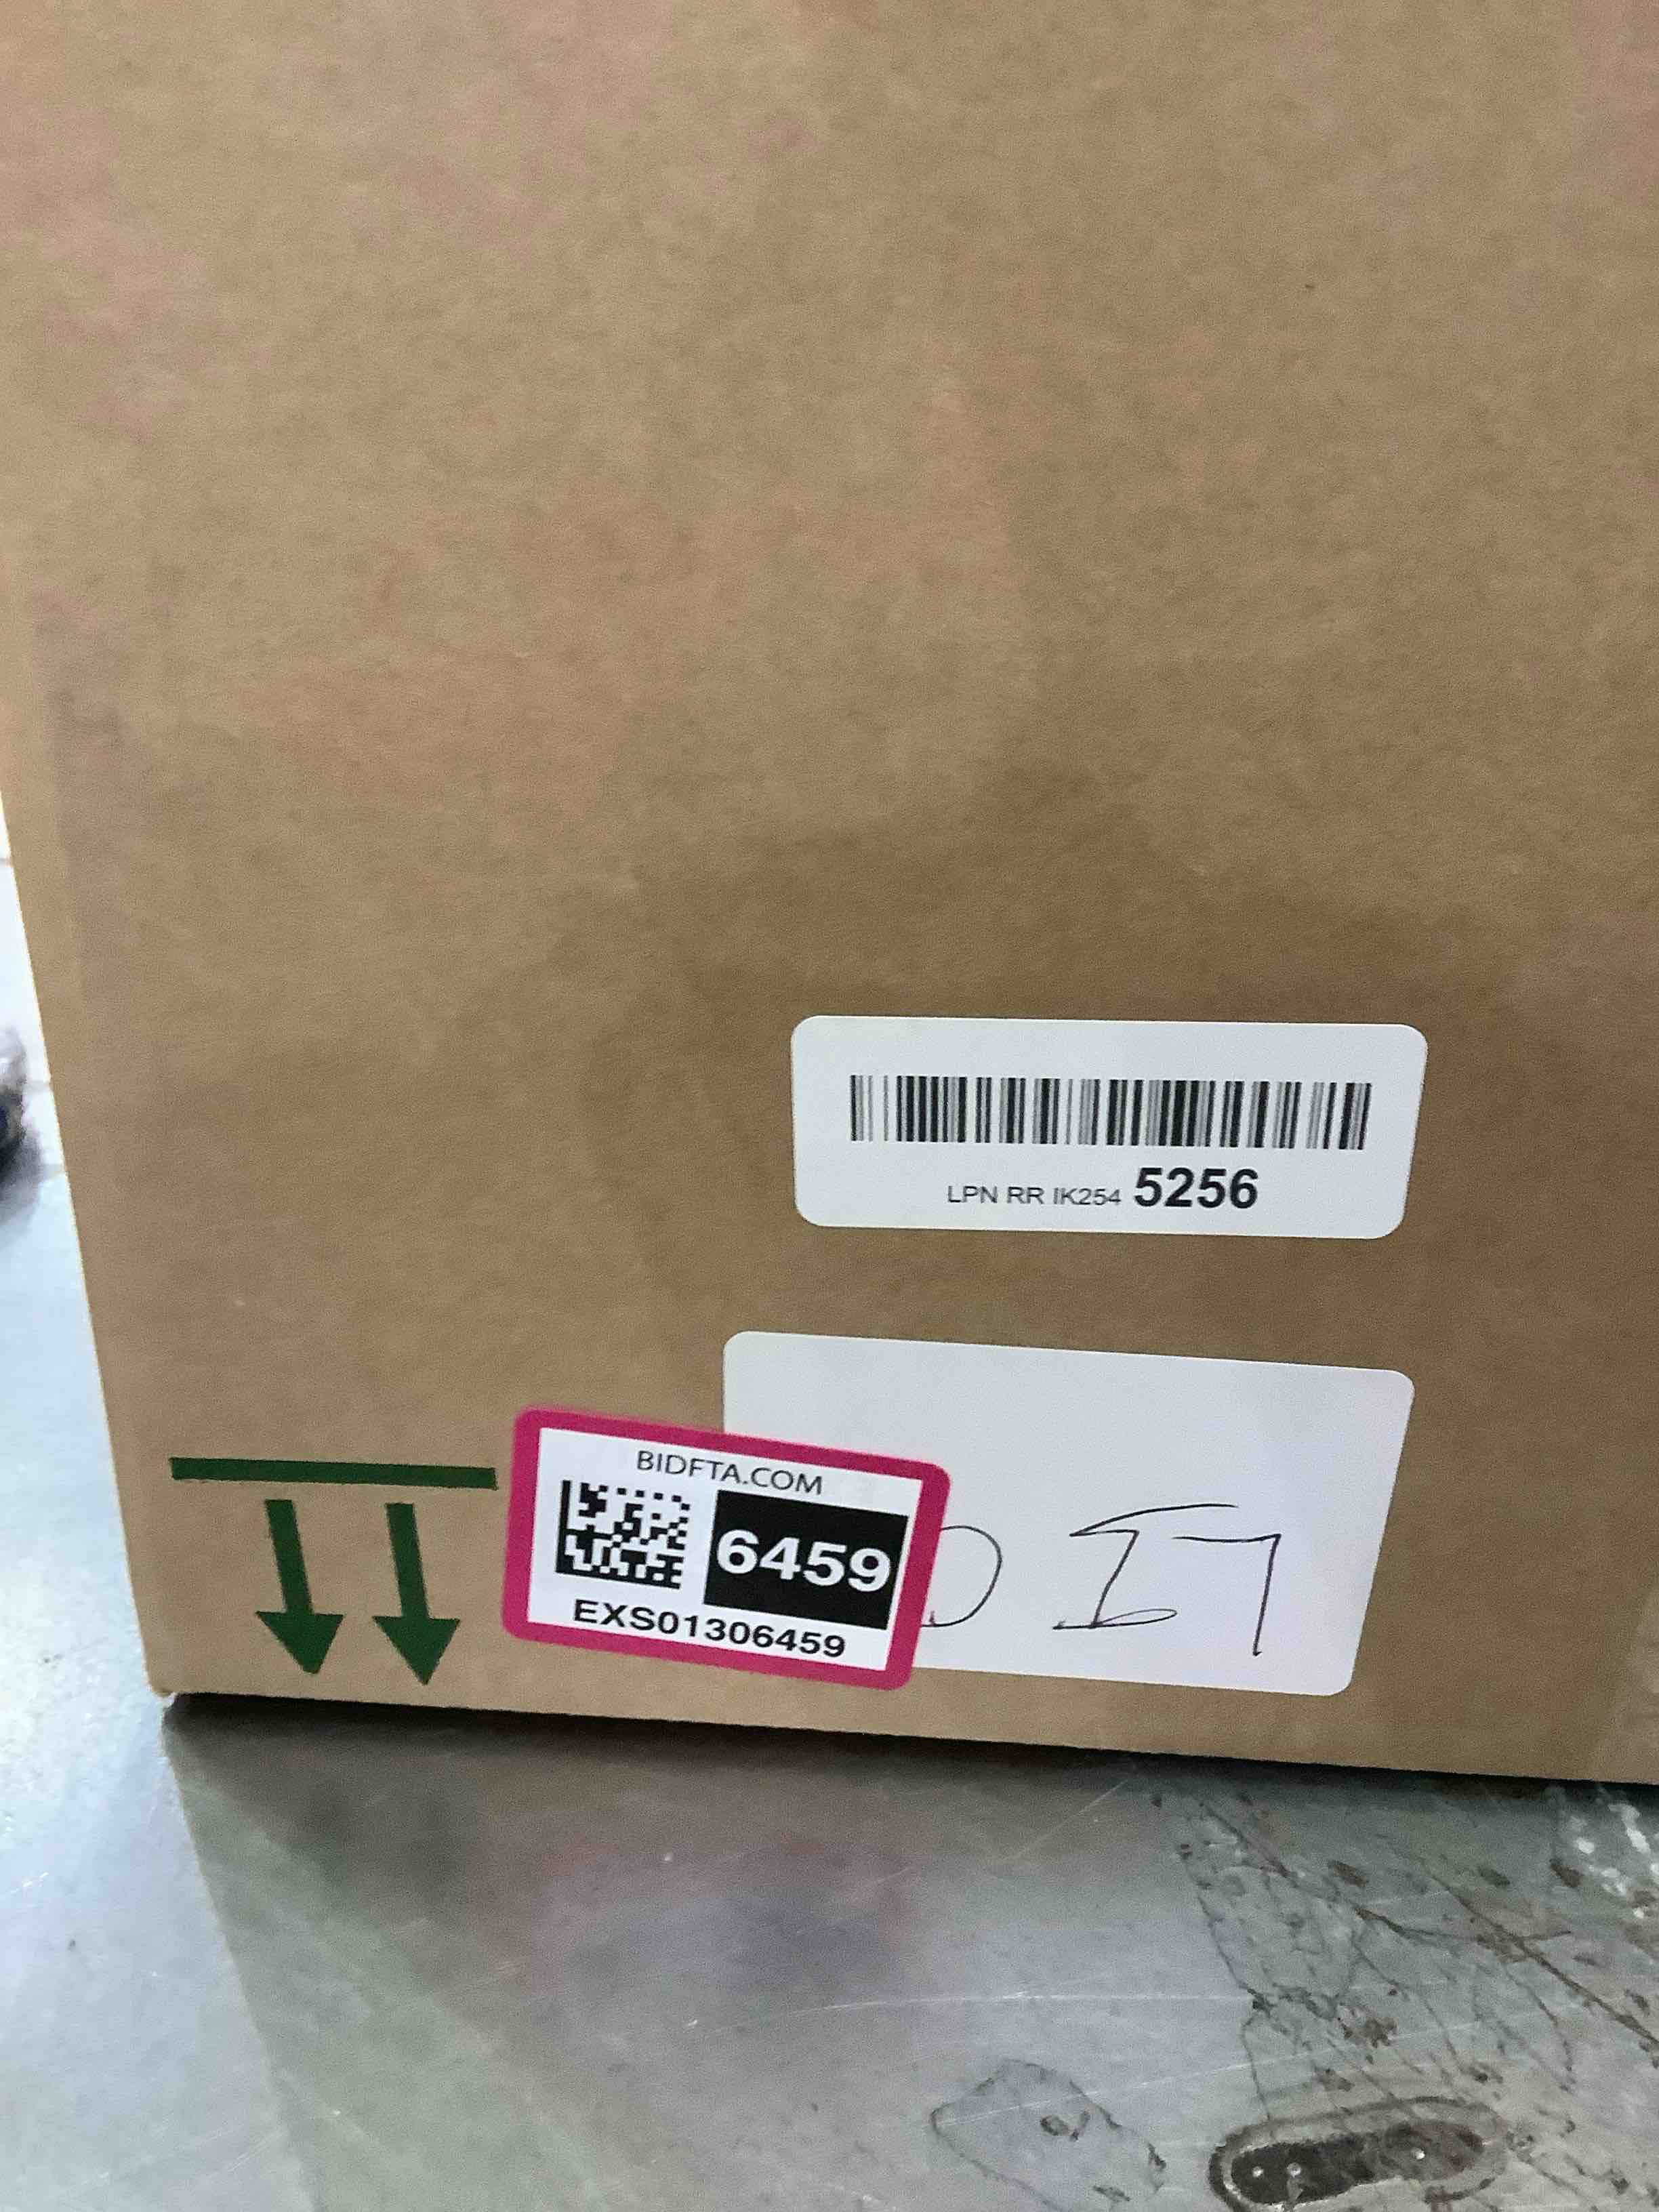 LPN RR IK254 5256
BIDFTA.COM
6459
EXS01306459